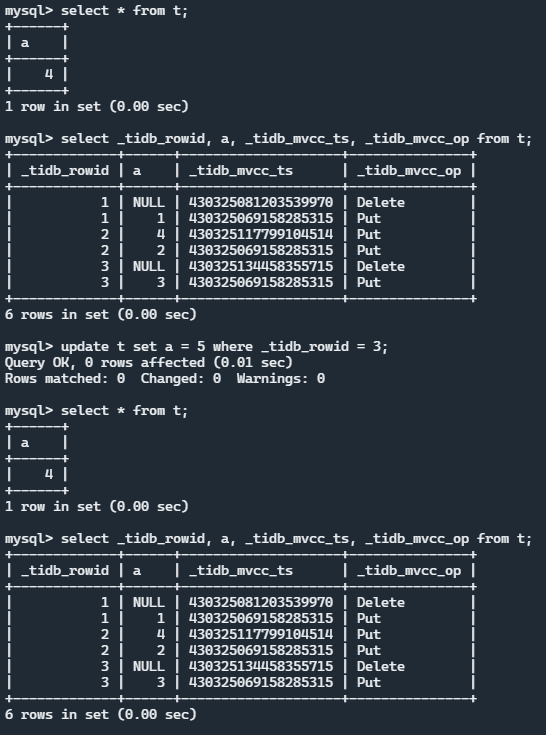 mysql> select * from t;
+------+
| a    |
+------+
|    4 |
+------+
1 row in set (0.00 sec)

mysql> select _tidb_rowid, a, _tidb_mvcc_ts, _tidb_mvcc_op from t;
+-------------+------+--------------------+---------------+
| _tidb_rowid | a    | _tidb_mvcc_ts      | _tidb_mvcc_op |
+-------------+------+--------------------+---------------+
|           1 | NULL | 430325081203539970 | Delete        |
|           1 |    1 | 430325069158285315 | Put           |
|           2 |    4 | 430325117799104514 | Put           |
|           2 |    2 | 430325069158285315 | Put           |
|           3 | NULL | 430325134458355715 | Delete        |
|           3 |    3 | 430325069158285315 | Put           |
+-------------+------+--------------------+---------------+
6 rows in set (0.00 sec)

mysql> update t set a = 5 where _tidb_rowid = 3;
Query OK, 0 rows affected (0.01 sec)
Rows matched: 0  Changed: 0  Warnings: 0

mysql> select * from t;
+------+
| a    |
+------+
|    4 |
+------+
1 row in set (0.00 sec)

mysql> select _tidb_rowid, a, _tidb_mvcc_ts, _tidb_mvcc_op from t;
+-------------+------+--------------------+---------------+
| _tidb_rowid | a    | _tidb_mvcc_ts      | _tidb_mvcc_op |
+-------------+------+--------------------+---------------+
|           1 | NULL | 430325081203539970 | Delete        |
|           1 |    1 | 430325069158285315 | Put           |
|           2 |    4 | 430325117799104514 | Put           |
|           2 |    2 | 430325069158285315 | Put           |
|           3 | NULL | 430325134458355715 | Delete        |
|           3 |    3 | 430325069158285315 | Put           |
+-------------+------+--------------------+---------------+
6 rows in set (0.00 sec)